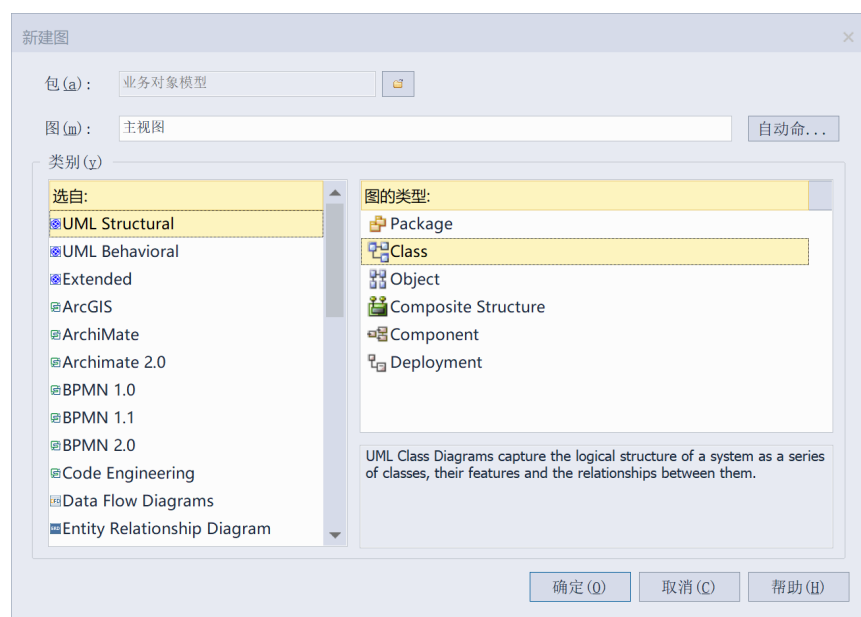 新建图
包(a): 业务对象模型
图(m): 主视图 自动命...
类别(y)
选自:
UML Structural
UML Behavioral
Extended
ArcGIS
ArchiMate
Archimate 2.0
BPMN 1.0
BPMN 1.1
BPMN 2.0
Code Engineering
Data Flow Diagrams
Entity Relationship Diagram
图的类型:
Package
Class
Object
Composite Structure
Component
Deployment
UML Class Diagrams capture the logical structure of a system as a series
of classes, their features and the relationships between them.
确定(O) 取消(C) 帮助(H)